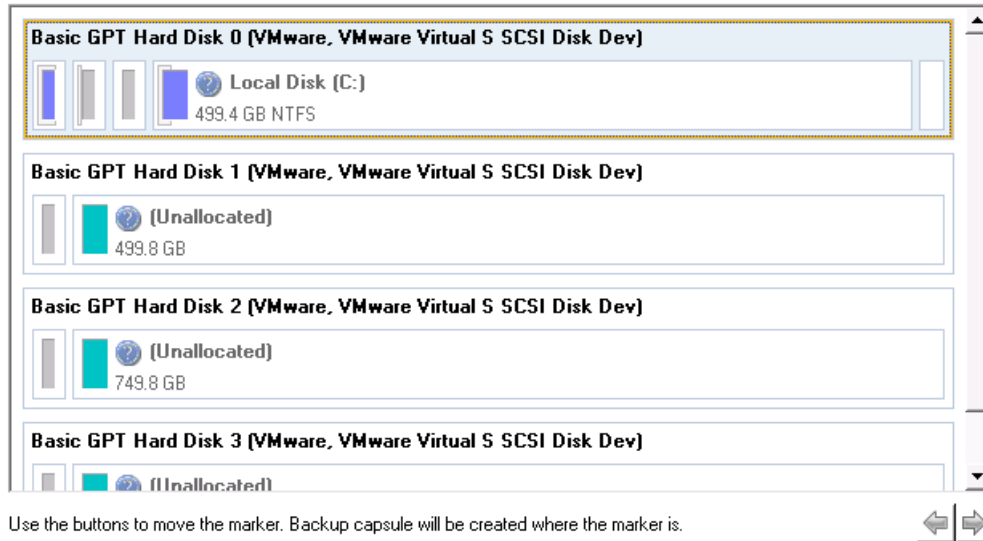 Basic GPT Hard Disk 0 (VMware, VMware Virtual S SCSI Disk Dev)
Local Disk (C:)
499.4 GB NTFS
Basic GPT Hard Disk 1 (VMware, VMware Virtual S SCSI Disk Dev)
(Unallocated)
499.8 GB
Basic GPT Hard Disk 2 (VMware, VMware Virtual S SCSI Disk Dev)
(Unallocated)
749.8 GB
Basic GPT Hard Disk 3 (VMware, VMware Virtual S SCSI Disk Dev)
(Unallocated)
Use the buttons to move the marker. Backup capsule will be created where the marker is.